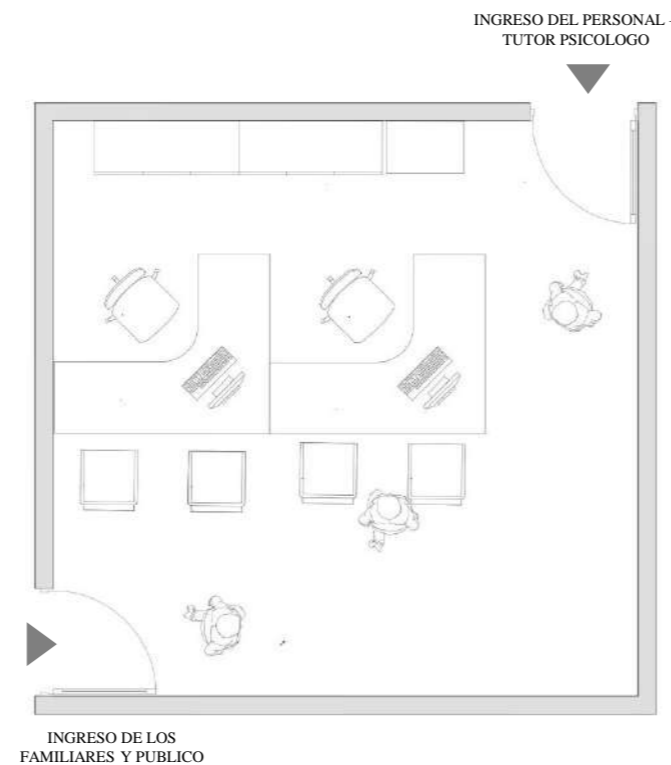 INGRESO DEL PERSONAL -
TUTOR PSICOLOGO
INGRESO DE LOS
FAMILIARES Y PUBLICO